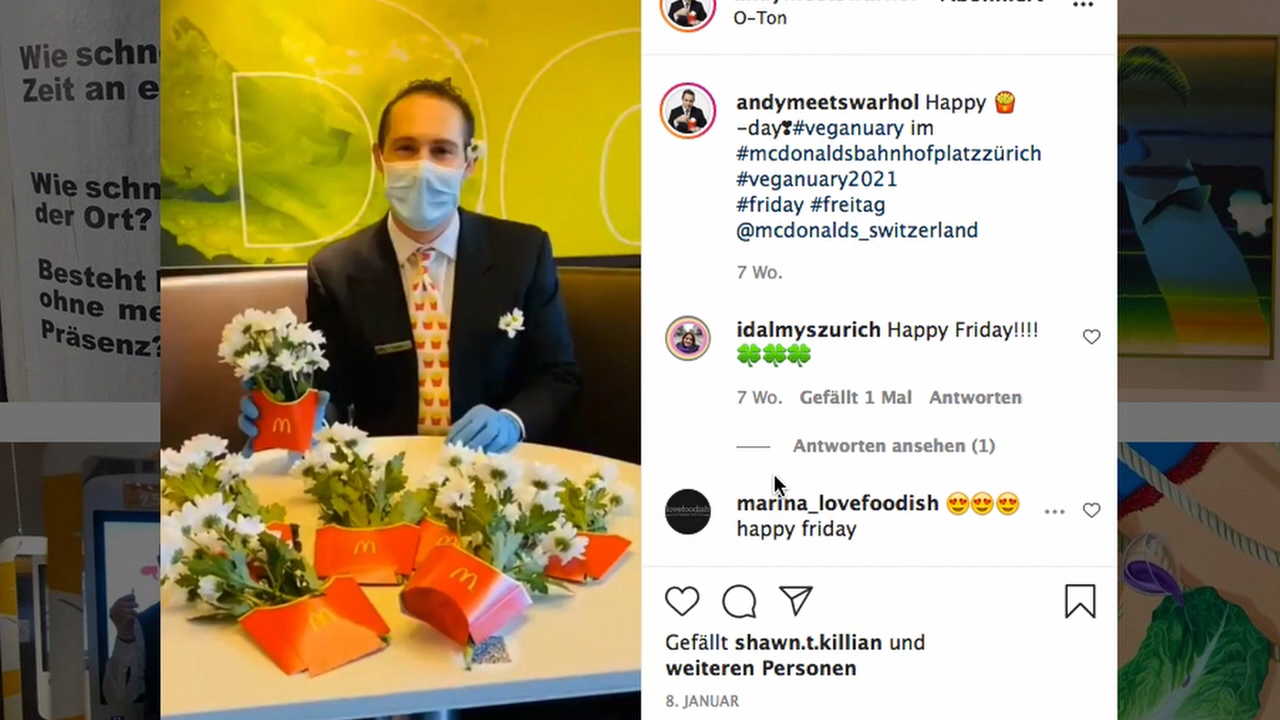 Wie schn
Zeit an e
Wie schn
der Ort?
Besteht
ohne me
Präsenz?
DO
O-Ton
andymeetswarhol Happy 🍟
-day❣#veganuary im
#mcdonaldsbahnhofplatzzürich
#veganuary2021
#friday #freitag
@mcdonalds_switzerland
7 Wo.
idalmyszurich Happy Friday!!!!
🍀🍀🍀
7 Wo. Gefällt 1 Mal Antworten
Antworten ansehen (1)
lovefoodish
marina_lovefoodish 😍😍😍
happy friday
Gefällt shawn.t.killian und
weiteren Personen
8. JANUAR